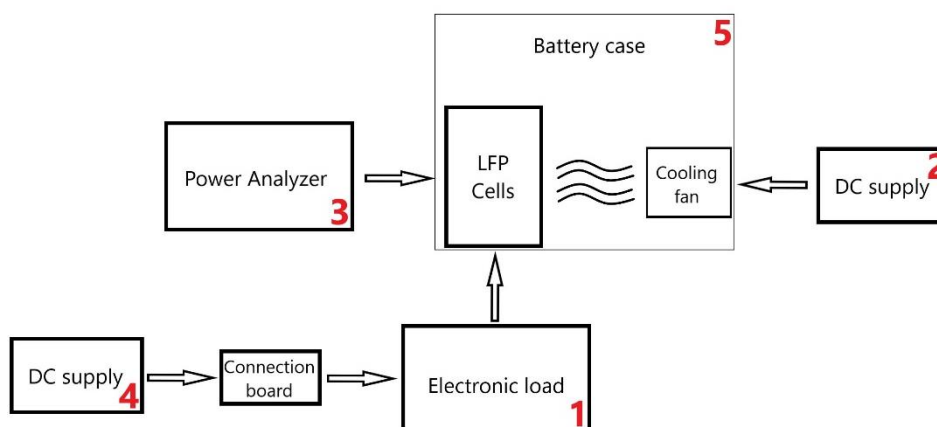 Battery case
5
Power Analyzer
3
LFP
Cells
Cooling
fan
DC supply
2
DC supply
4
Connection
board
Electronic load
1